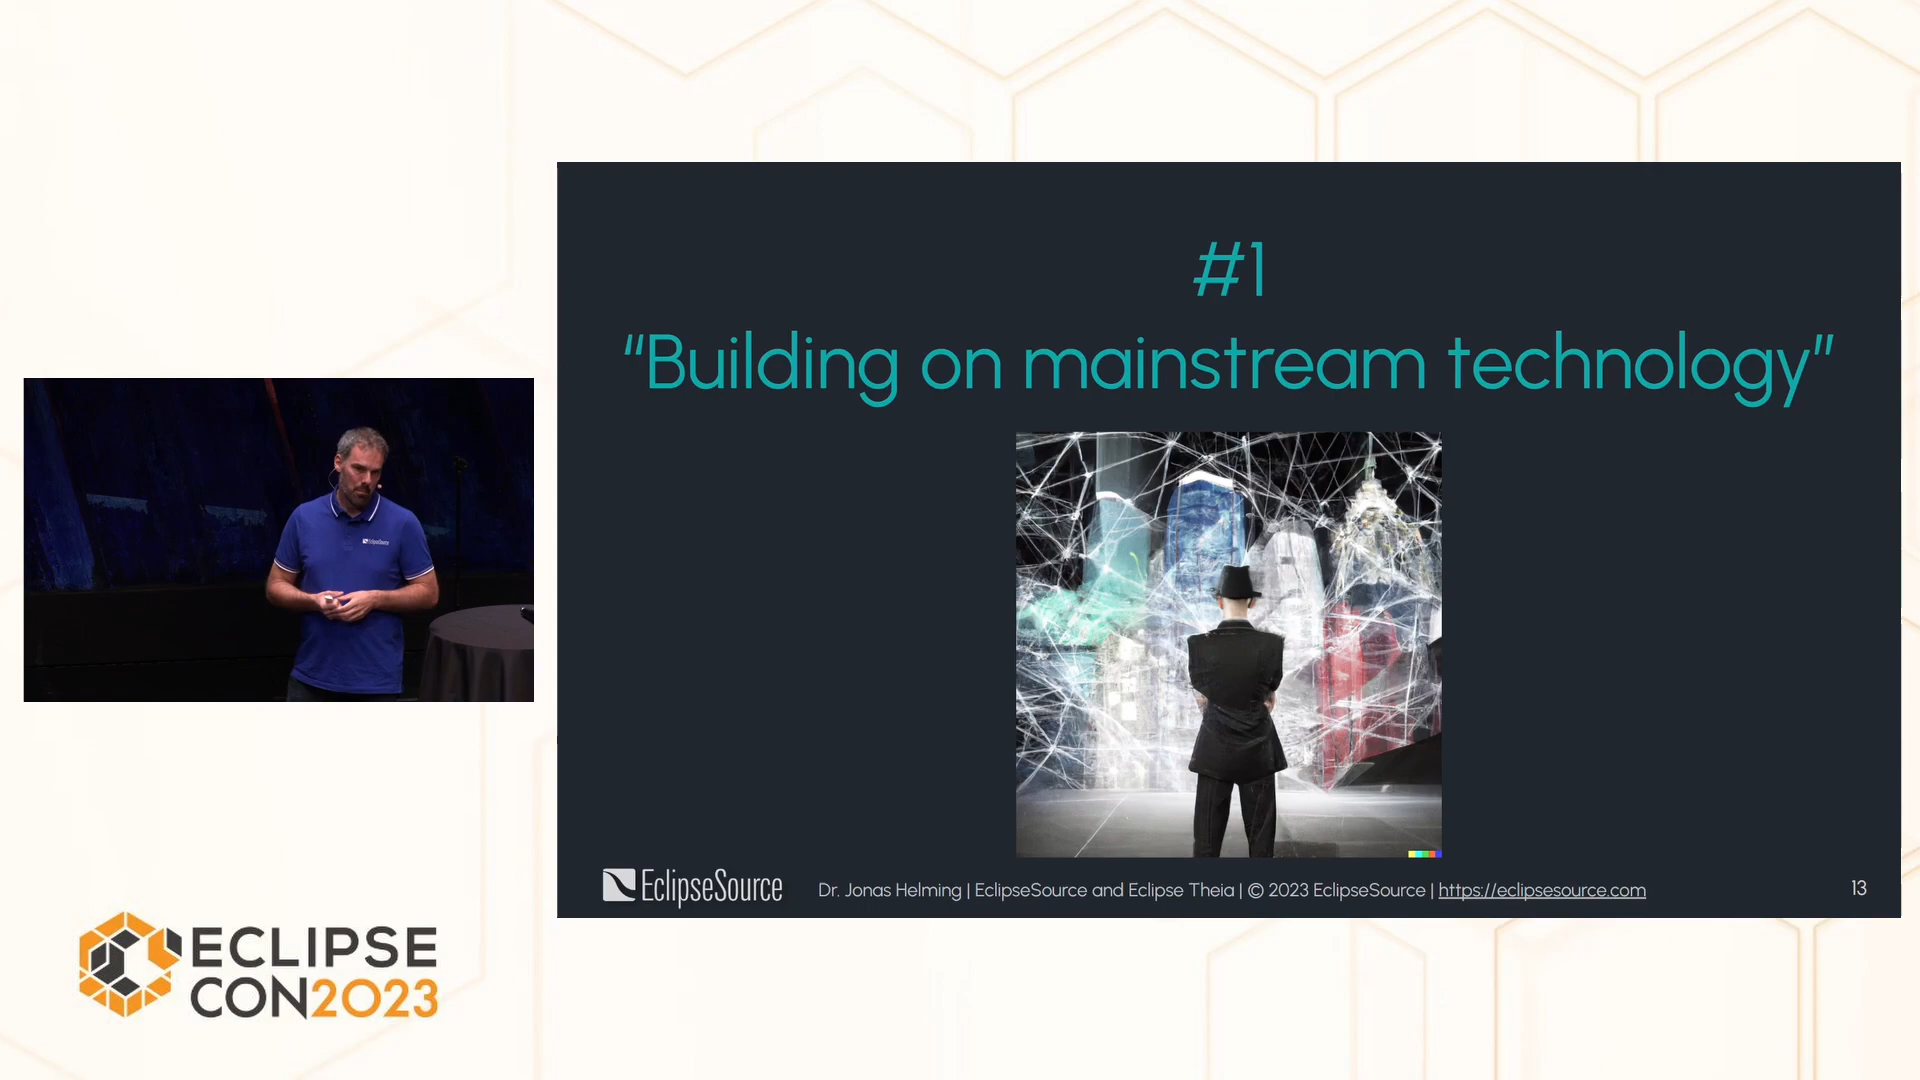 #1
“Building on mainstream technology”
EclipseSource
EclipseSource
Dr. Jonas Helming | EclipseSource and Eclipse Theia | © 2023 EclipseSource | https://eclipsesource.com
13
ECLIPSE
CON2023